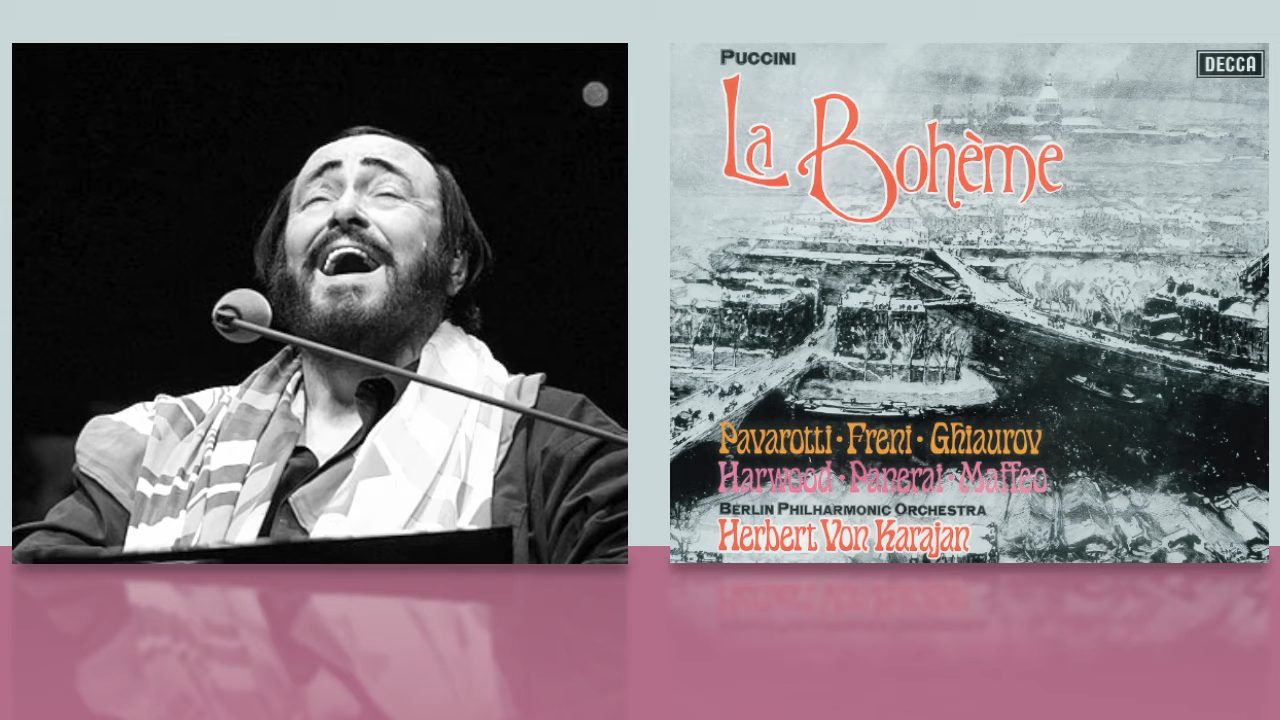 PUCCINI
DECCA
La Bohème
Pavarotti · Freni · Ghiaurov
Harwood · Panerai · Maffeo
BERLIN PHILHARMONIC ORCHESTRA
Herbert Von Karajan